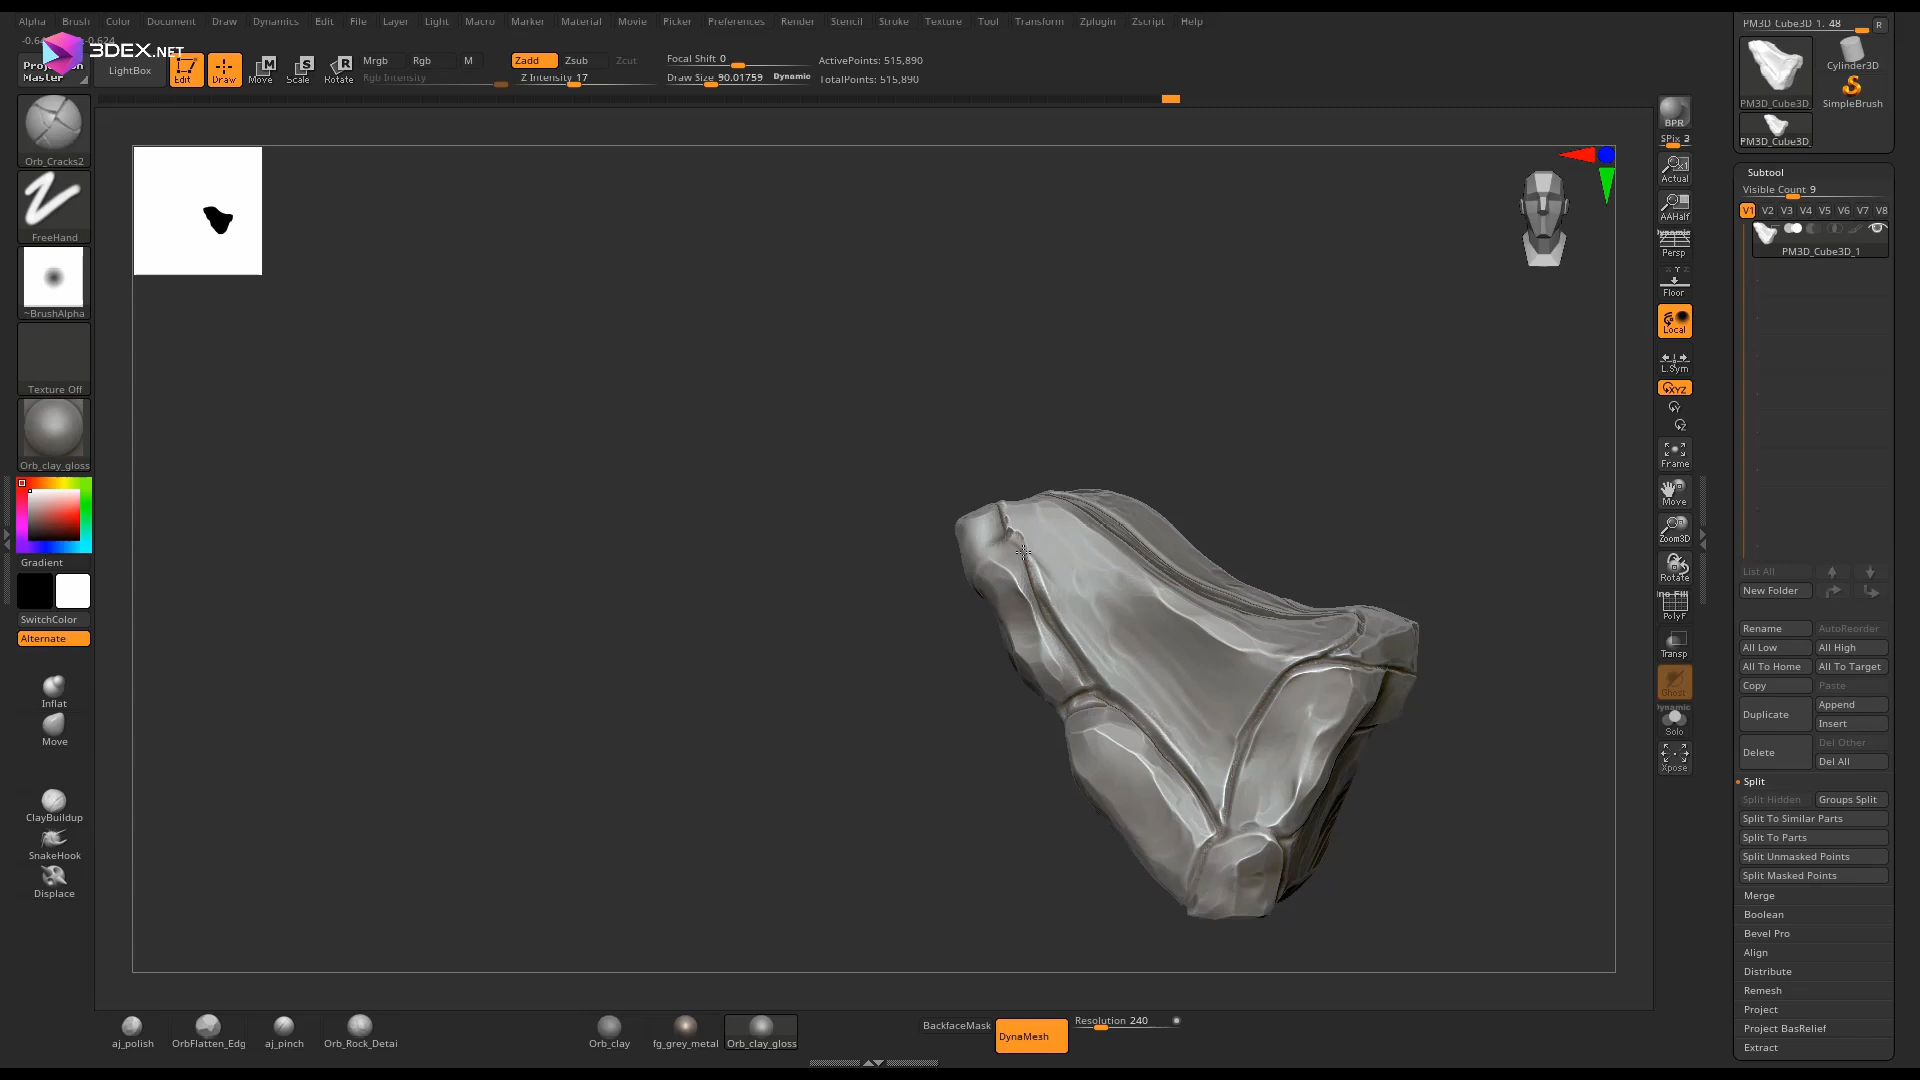 Alpha Brush Color Document Draw Dynamics Edit File Layer Light Macro Marker Material Movie Picker Preferences Render Stencil Stroke Texture Tool Transform Zplugin Zscript Help
3DEX.NET
Master
LightBox
Edit
Draw
Move
Scale
Rotate
Mrgb
Rgb
M
Rgb Intensity
Zadd
Zsub
Zcut
Z Intensity 17
Focal Shift 0
Draw Size 90.01759
Dynamic
ActivePoints: 515,890
TotalPoints: 515,890
Orb_Cracks2
FreeHand
~BrushAlpha
Texture Off
Orb_clay_gloss
Gradient
SwitchColor
Alternate
Inflat
Move
ClayBuildup
SnakeHook
Displace
aj_polish
OrbFlatten_Edg
aj_pinch
Orb_Rock_Detai
Orb_clay
fg_grey_metal
Orb_clay_gloss
BackfaceMask
DynaMesh
Resolution 240
BPR
SPix 3
Actual
AAHalf
Dynamic
Persp
Floor
Local
L.Sym
XYZ
Y
Z
Frame
Move
Zoom3D
Rotate
PolyF
Transp
Ghost
Dynamic
Solo
Xpose
PM3D_Cube3D_1. 48
R
PM3D_Cube3D_
Cylinder3D
SimpleBrush
PM3D_Cube3D_
Subtool
Visible Count 9
V1 V2 V3 V4 V5 V6 V7 V8
PM3D_Cube3D_1
List All
New Folder
Rename
AutoReorder
All Low
All High
All To Home
All To Target
Copy
Paste
Duplicate
Append
Insert
Delete
Del Other
Del All
Split
Split Hidden
Groups Split
Split To Similar Parts
Split To Parts
Split Unmasked Points
Split Masked Points
Merge
Boolean
Bevel Pro
Align
Distribute
Remesh
Project
Project BasRelief
Extract